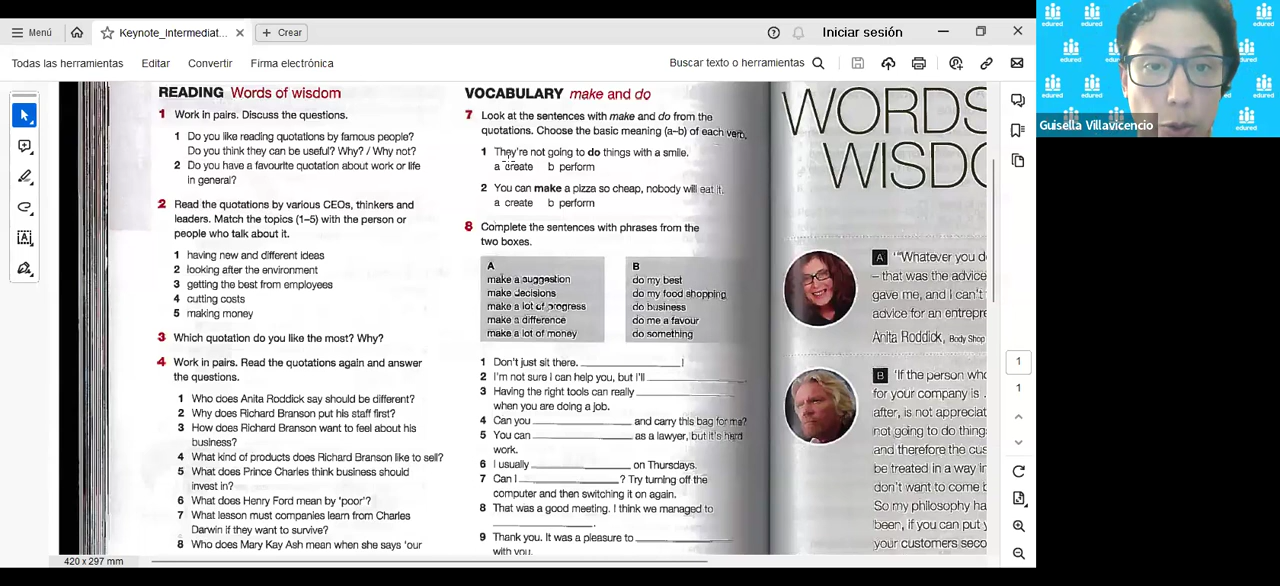 Menú
Keynote_Intermediat...
Crear
Iniciar sesión
Todas las herramientas
Editar
Convertir
Firma electrónica
Buscar texto o herramientas
READING Words of wisdom
1 Work in pairs. Discuss the questions.
1 Do you like reading quotations by famous people?
Do you think they can be useful? Why? / Why not?
2 Do you have a favourite quotation about work or life
in general?
2 Read the quotations by various CEOs, thinkers and
leaders. Match the topics (1–5) with the person or
people who talk about it.
1 having new and different ideas
2 looking after the environment
3 getting the best from employees
4 cutting costs
5 making money
3 Which quotation do you like the most? Why?
4 Work in pairs. Read the quotations again and answer
the questions.
1 Who does Anita Roddick say should be different?
2 Why does Richard Branson put his staff first?
3 How does Richard Branson want to feel about his
business?
4 What kind of products does Richard Branson like to sell?
5 What does Prince Charles think business should
invest in?
6 What does Henry Ford mean by 'poor'?
7 What lesson must companies learn from Charles
Darwin if they want to survive?
8 Who does Mary Kay Ash mean when she says 'our
VOCABULARY make and do
7 Look at the sentences with make and do from the
quotations. Choose the basic meaning (a–b) of each verb.
1 They're not going to do things with a smile.
a create b perform
2 You can make a pizza so cheap, nobody will eat it.
a create b perform
8 Complete the sentences with phrases from the
two boxes.
A
make a suggestion
make decisions
make a lot of progress
make a difference
make a lot of money
B
do my best
do my food shopping
do business
do me a favour
do something
1 Don't just sit there. ____________!
2 I'm not sure I can help you, but I'll ____________.
3 Having the right tools can really ____________
when you are doing a job.
4 Can you ____________ and carry this bag for me?
5 You can ____________ as a lawyer, but it's hard
work.
6 I usually ____________ on Thursdays.
7 Can I ____________? Try turning off the
computer and then switching it on again.
8 That was a good meeting. I think we managed to
____________.
9 Thank you. It was a pleasure to ____________
with you.
WORDS
WISDO
A "Whatever you d
– that was the advice
gave me, and I can't
advice for an entrepre
Anita Roddick, Body Shop
B 'If the person who
for your company is
after, is not appreciat
not going to do thing
and therefore the cus
be treated in a way in
don't want to come b
So my philosophy ha
been, if you can put y
your customers seco
1
1
420 x 297 mm
edured
edured
edured
edured
edured
Guisella Villavicencio